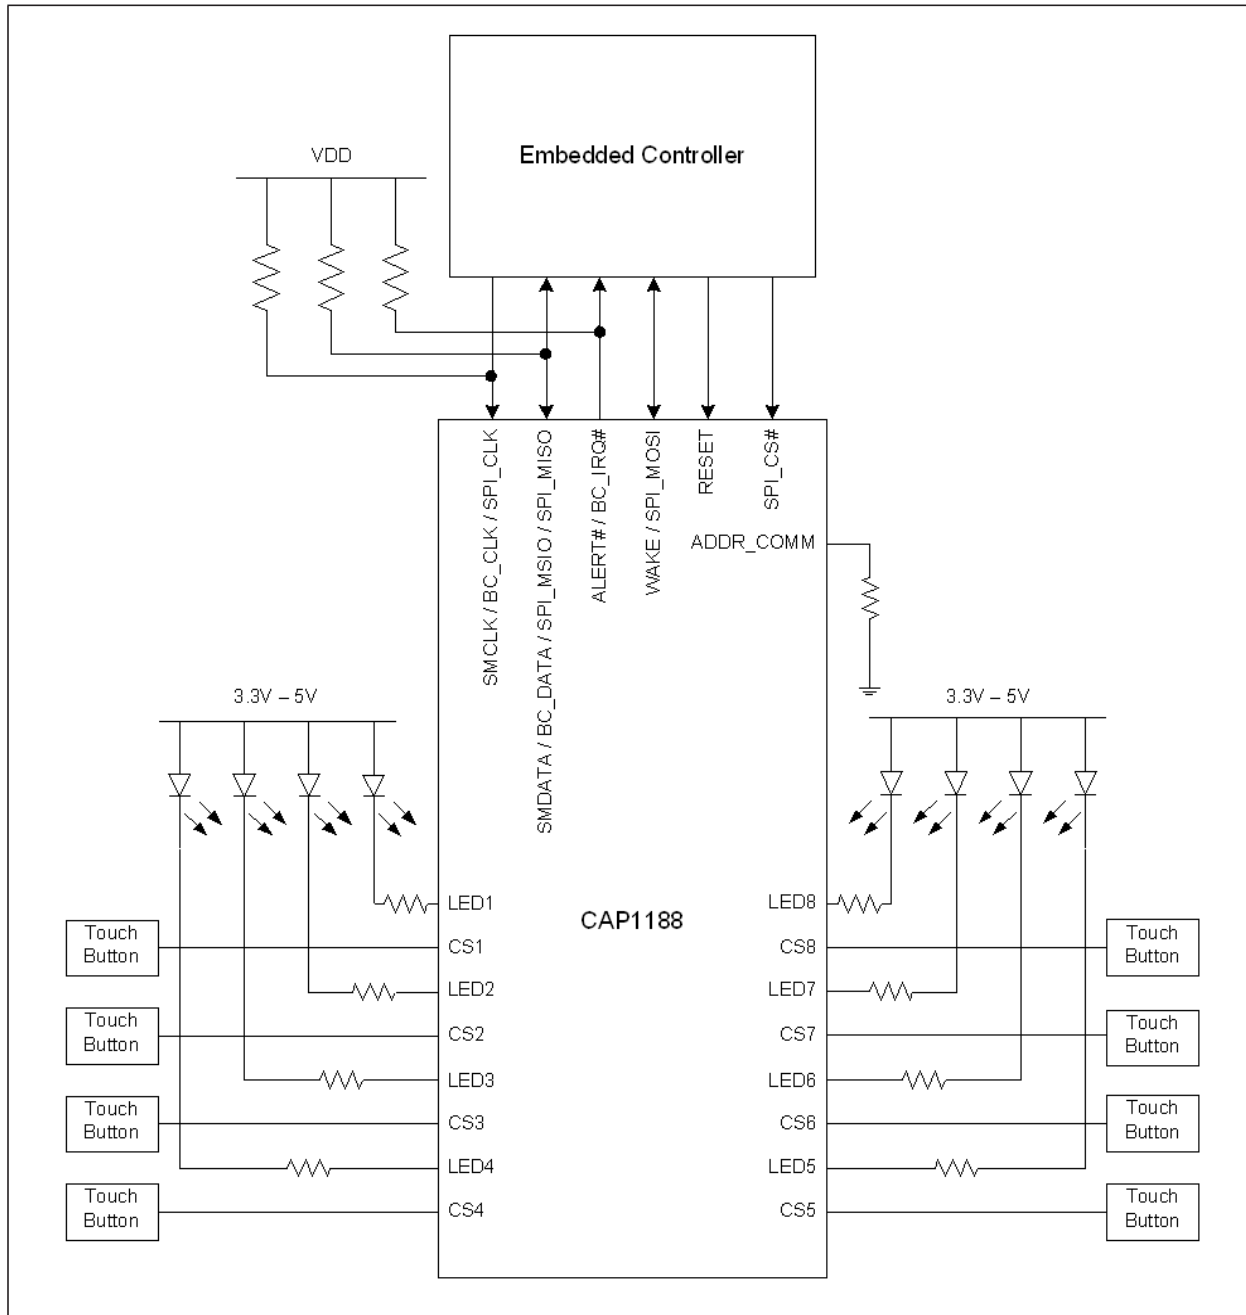 Embedded Controller
VDD
SMCLK / BC_CLK / SPI_CLK
SMDATA / BC_DATA / SPI_MSIO / SPI_MISO
ALERT# / BC_IRQ#
WAKE / SPI_MOSI
RESET
SPI_CS#
ADDR_COMM
3.3V – 5V
3.3V – 5V
CAP1188
LED1
CS1
LED2
CS2
LED3
CS3
LED4
CS4
LED8
CS8
LED7
CS7
LED6
CS6
LED5
CS5
Touch
Button
Touch
Button
Touch
Button
Touch
Button
Touch
Button
Touch
Button
Touch
Button
Touch
Button